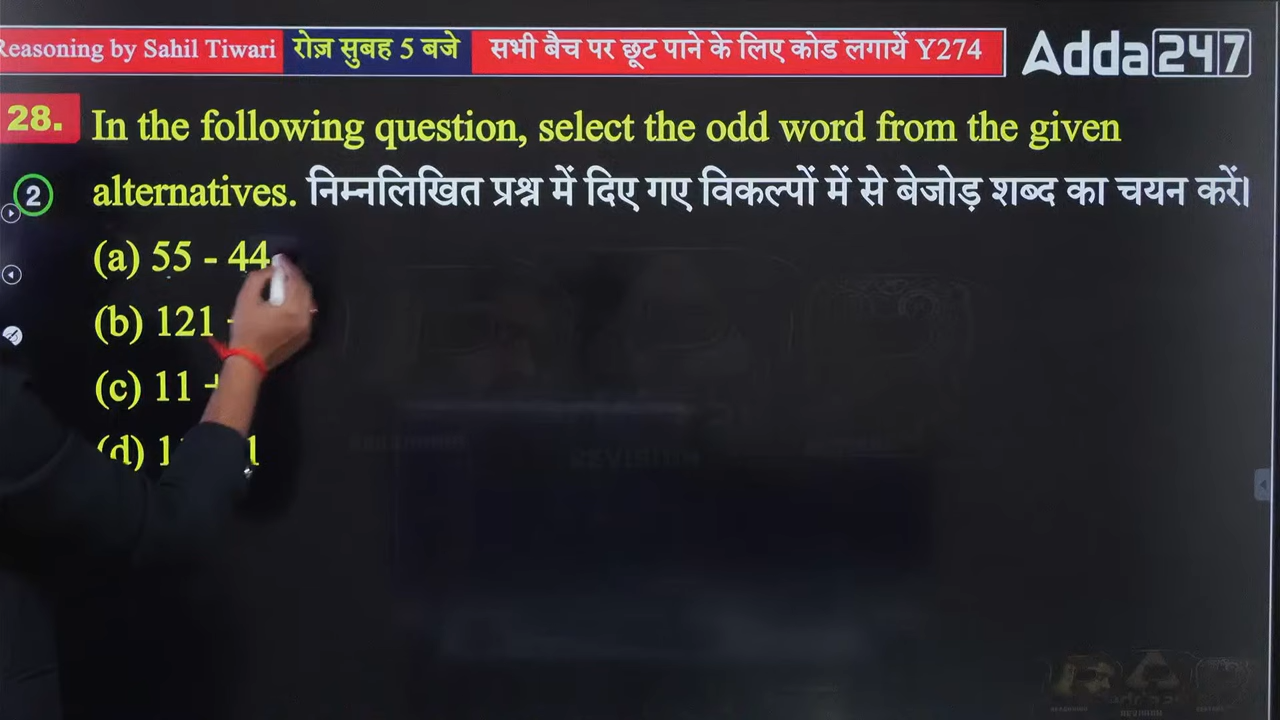 Reasoning by Sahil Tiwari रोज़ सुबह 5 बजे सभी बैच पर छूट पाने के लिए कोड लगायें Y274 Adda247
28. In the following question, select the odd word from the given
2 alternatives. निम्नलिखित प्रश्न में दिए गए विकल्पों में से बेजोड़ शब्द का चयन करें।
(a) 55 - 44
(b) 121
(c) 11
(d)